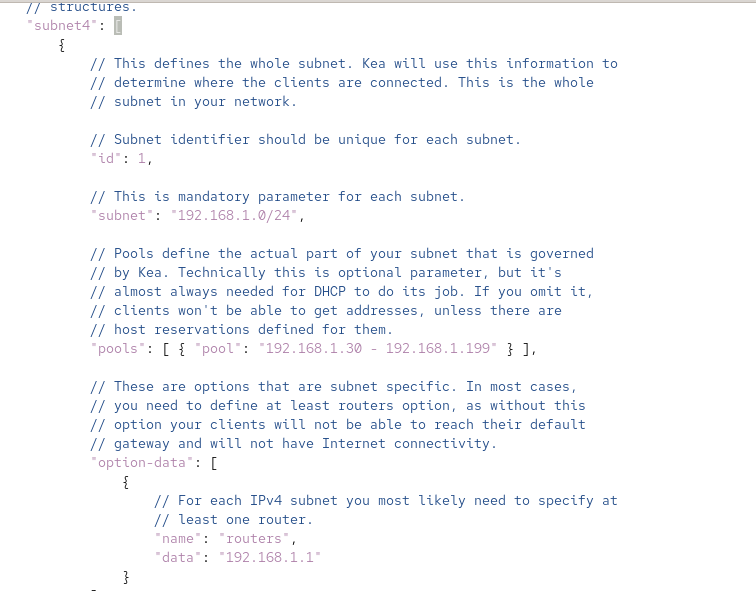 // structures.
"subnet4": [
{
// This defines the whole subnet. Kea will use this information to
// determine where the clients are connected. This is the whole
// subnet in your network.
// Subnet identifier should be unique for each subnet.
"id": 1,
// This is mandatory parameter for each subnet.
"subnet": "192.168.1.0/24",
// Pools define the actual part of your subnet that is governed
// by Kea. Technically this is optional parameter, but it's
// almost always needed for DHCP to do its job. If you omit it,
// clients won't be able to get addresses, unless there are
// host reservations defined for them.
"pools": [ { "pool": "192.168.1.30 - 192.168.1.199" } ],
// These are options that are subnet specific. In most cases,
// you need to define at least routers option, as without this
// option your clients will not be able to reach their default
// gateway and will not have Internet connectivity.
"option-data": [
{
// For each IPv4 subnet you most likely need to specify at
// least one router.
"name": "routers",
"data": "192.168.1.1"
}